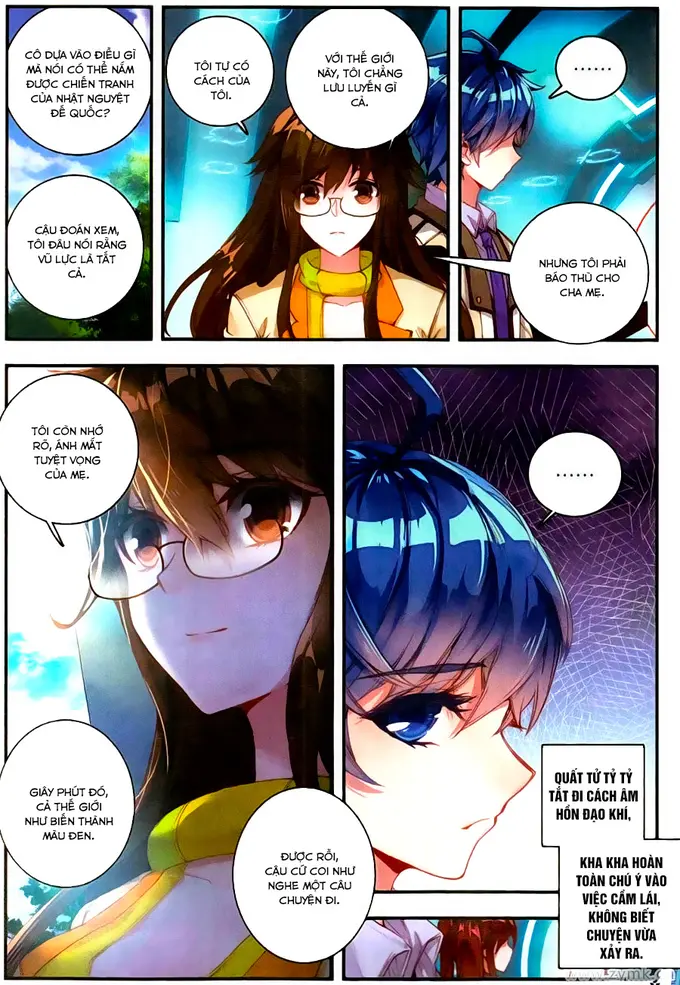 CÔ DỰA VÀO ĐIỀU GÌ
MÀ NÓI CÓ THỂ NẮM
ĐƯỢC CHIẾN TRANH
CỦA NHẬT NGUYỆT
ĐẾ QUỐC?
CẬU ĐOÁN XEM,
TÔI ĐÂU NÓI RẰNG
VŨ LỰC LÀ TẤT
CẢ.
TÔI TỰ CÓ
CÁCH CỦA
TÔI.
VỚI THẾ GIỚI
NÀY, TÔI CHẲNG
LƯU LUYẾN GÌ
CẢ.
......
NHƯNG TÔI PHẢI
BÁO THÙ CHO
CHA MẸ.
TÔI CÒN NHỚ
RÕ, ÁNH MẮT
TUYỆT VỌNG
CỦA MẸ.
......
GIÂY PHÚT ĐÓ,
CẢ THẾ GIỚI
NHƯ BIẾN THÀNH
MÀU ĐEN.
ĐƯỢC RỒI,
CẬU CỨ COI NHƯ
NGHE MỘT CÂU
CHUYỆN ĐI.
QUẤT TỬ TỶ TỶ
TẮT ĐI CÁCH ÂM
HỒN ĐẠO KHÍ,
KHA KHA HOÀN
TOÀN CHÚ Ý VÀO
VIỆC CẦM LÁI,
KHÔNG BIẾT
CHUYỆN VỪA
XẢY RA.